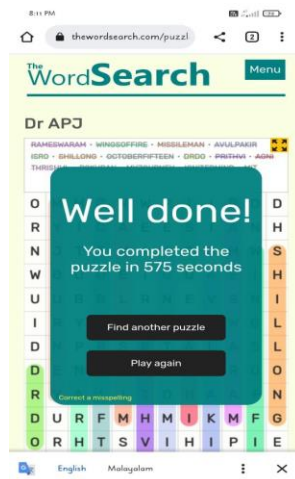 8:11 PM
thewordsearch.com/puzzl
2
The
WordSearch
Menu
Dr APJ
RAMESWARAM · WINGSOFFIRE · MISSILEMAN · AVULPAKIR
ISRO · SHILLONG · OCTOBERFIFTEEN · DRDO · PRITHVI · AGNI
O D
R H
N S
W H
U I
I L
D L
D O
R N
D U R F M H M I K M F G
O R H T S V I H I P I E
Well done!
You completed the
puzzle in 575 seconds
Find another puzzle
Play again
Correct a misspelling
English Malayalam